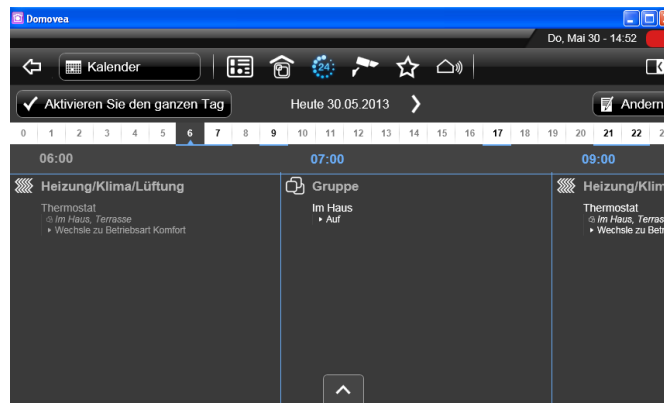 Domovea
Do, Mai 30 - 14:52
Kalender
24
Aktivieren Sie den ganzen Tag
Heute 30.05.2013
Andern
0 1 2 3 4 5 6 7 8 9 10 11 12 13 14 15 16 17 18 19 20 21 22 2
06:00 07:00 09:00
Heizung/Klima/Lüftung
Thermostat
Im Haus, Terrasse
Wechsle zu Betriebsart Komfort
Gruppe
Im Haus
Auf
Heizung/Klim
Thermostat
Im Haus, Terras
Wechsle zu Betr